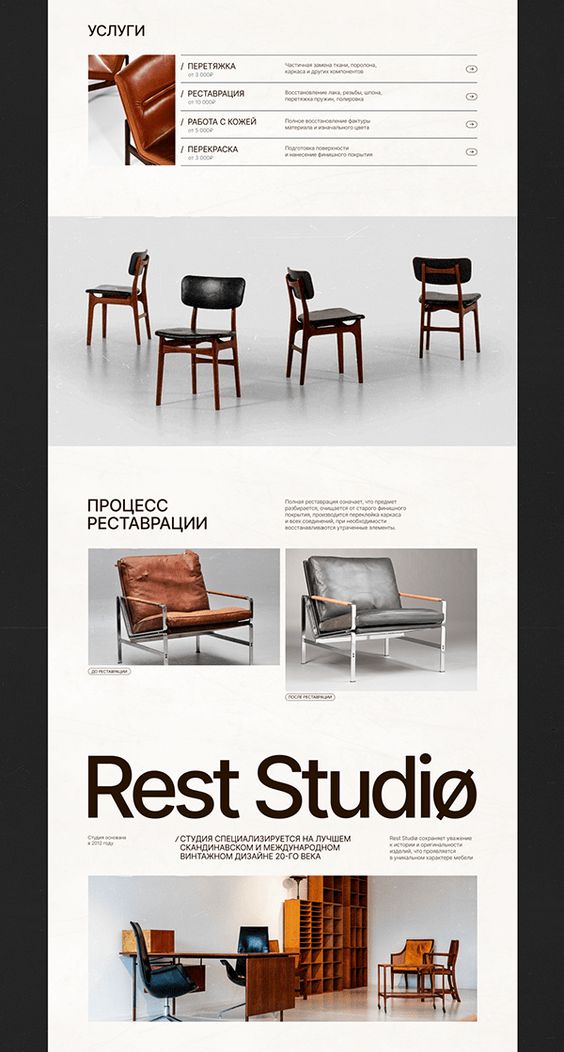 УСЛУГИ
/ ПЕРЕТЯЖКА
от 3 000₽
Частичная замена ткани, поролона,
каркаса и других компонентов
/ РЕСТАВРАЦИЯ
от 10 000₽
Восстановление лака, резьбы, шпона,
перетяжка пружин, полировка
/ РАБОТА С КОЖЕЙ
от 5 000₽
Полное восстановление фактуры
материала и изначального цвета
/ ПЕРЕКРАСКА
от 3 000₽
Подготовка поверхности
и нанесение финишного покрытия
ПРОЦЕСС
РЕСТАВРАЦИИ
Полная реставрация означает, что предмет
разбирается, очищается от старого финишного
покрытия, производится переклейка каркаса
и всех соединений, при необходимости
восстанавливаются утраченные элементы.
ДО РЕСТАВРАЦИИ
ПОСЛЕ РЕСТАВРАЦИИ
Rest Studiø
Студия основана
в 2012 году
/ СТУДИЯ СПЕЦИАЛИЗИРУЕТСЯ НА ЛУЧШЕМ
СКАНДИНАВСКОМ И МЕЖДУНАРОДНОМ
ВИНТАЖНОМ ДИЗАЙНЕ 20-ГО ВЕКА
Rest Studiø сохраняет уважение
к истории и оригинальности
изделий, что проявляется
в уникальном характере мебели